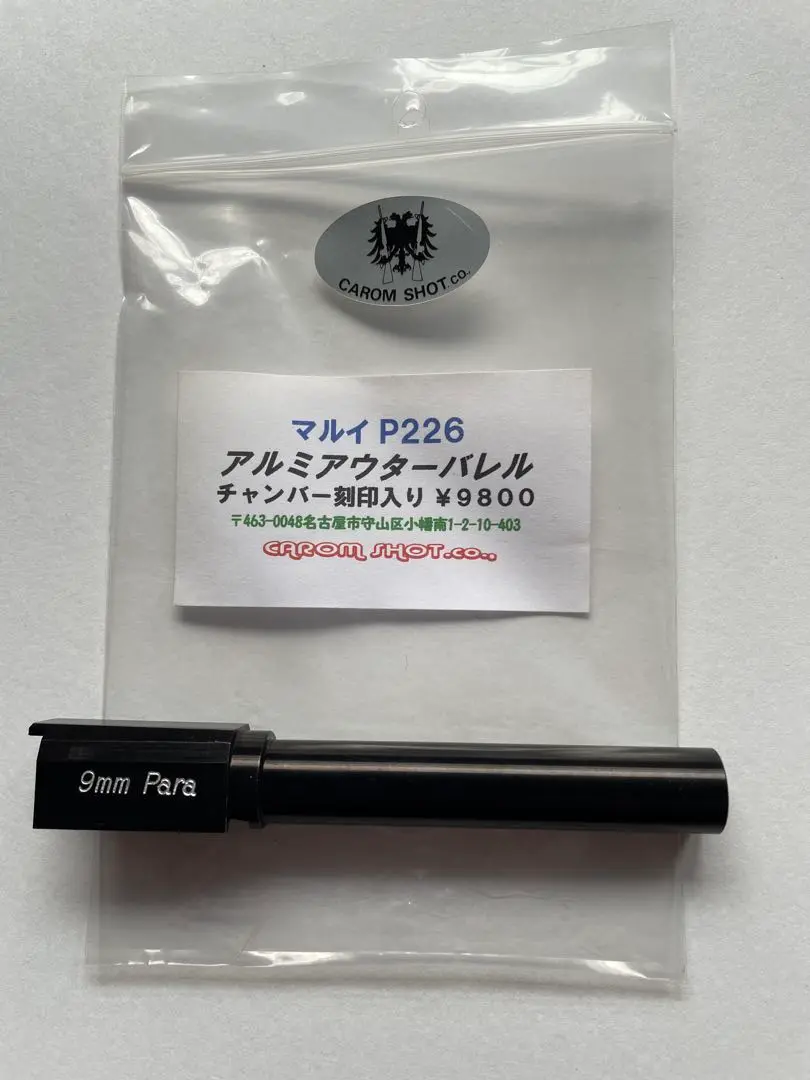 CAROM SHOT.co.,
マルイ P226
アルミアウターバレル
チャンバー刻印入り ¥9800
〒463-0048名古屋市守山区小幡南1-2-10-403
CAROM SHOT.co.,
9mm Para